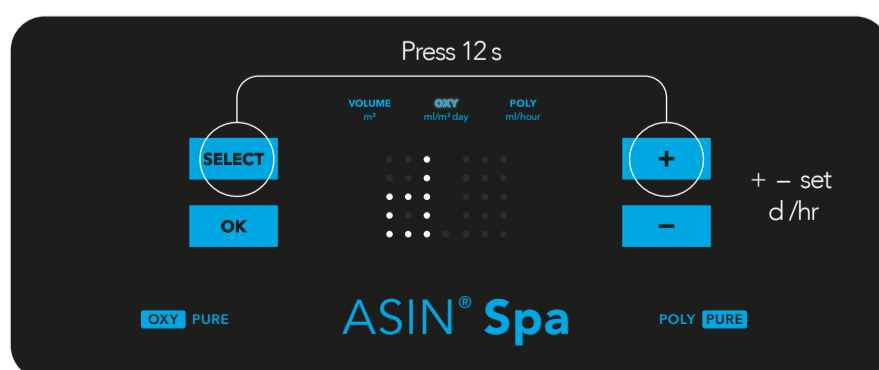 Press 12 s
VOLUME OXY POLY
m³ ml/m³ day ml/hour
SELECT +
+ – set
d /hr
OK –
d
OXY PURE ASIN® Spa POLY PURE